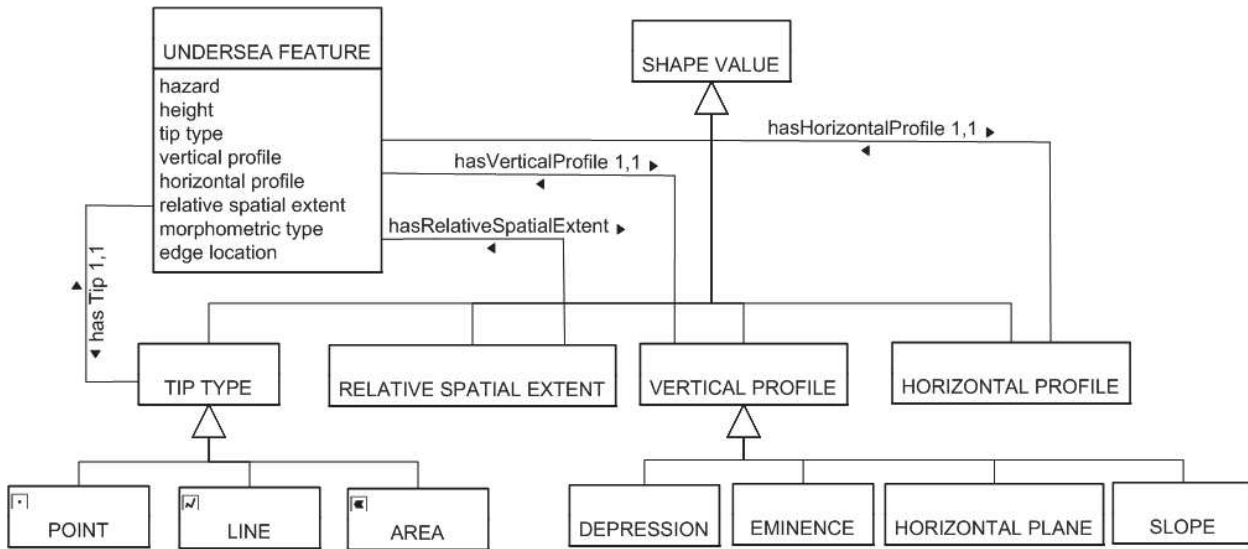 UNDERSEA FEATURE
hazard
height
tip type
vertical profile
horizontal profile
relative spatial extent
morphometric type
edge location
SHAPE VALUE
hasHorizontalProfile 1,1
hasVerticalProfile 1,1
hasRelativeSpatialExtent
has Tip 1,1
TIP TYPE
RELATIVE SPATIAL EXTENT
VERTICAL PROFILE
HORIZONTAL PROFILE
POINT
LINE
AREA
DEPRESSION
EMINENCE
HORIZONTAL PLANE
SLOPE